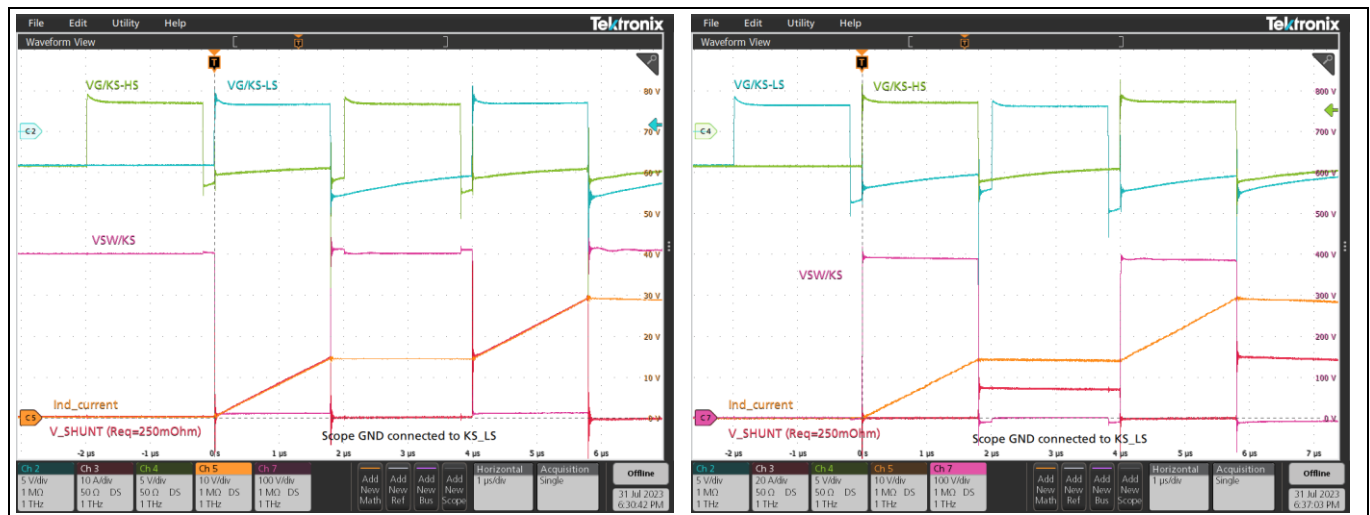 File Edit Utility Help Tektronix
Waveform View
T
VG/KS-HS VG/KS-LS
80 V
C2
70 V
60 V
50 V
VSW/KS
40 V
30 V
20 V
10 V
Ind_current
C5
0 V
V_SHUNT (Req=250mOhm)
Scope GND connected to KS_LS
-2 µs -1 µs 0 s 1 µs 2 µs 3 µs 4 µs 5 µs 6 µs
Ch 2 Ch 3 Ch 4 Ch 5 Ch 7
5 V/div 10 A/div 5 V/div 10 V/div 100 V/div
1 MΩ 50 Ω DS 50 Ω DS 1 MΩ DS 1 MΩ DS
1 THz 1 THz 1 THz 1 THz 1 THz
Add New Math
Add New Ref
Add New Bus
Add New Scope
Horizontal
1 µs/div
Acquisition
Single
Offline
31 Jul 2023
6:30:42 PM
File Edit Utility Help Tektronix
Waveform View
T
VG/KS-LS VG/KS-HS
800 V
C4
700 V
600 V
500 V
400 V
VSW/KS
300 V
200 V
100 V
Ind_current
C7
0 V
V_SHUNT (Req=250mOhm)
Scope GND connected to KS_LS
-2 µs -1 µs 0 s 1 µs 2 µs 3 µs 4 µs 5 µs 6 µs 7 µs
Ch 2 Ch 3 Ch 4 Ch 5 Ch 7
5 V/div 20 A/div 5 V/div 10 V/div 100 V/div
1 MΩ 50 Ω DS 50 Ω DS 1 MΩ DS 1 MΩ DS
1 THz 1 THz 1 THz 1 THz 1 THz
Add New Math
Add New Ref
Add New Bus
Add New Scope
Horizontal
1 µs/div
Acquisition
Single
Offline
31 Jul 2023
6:37:03 PM